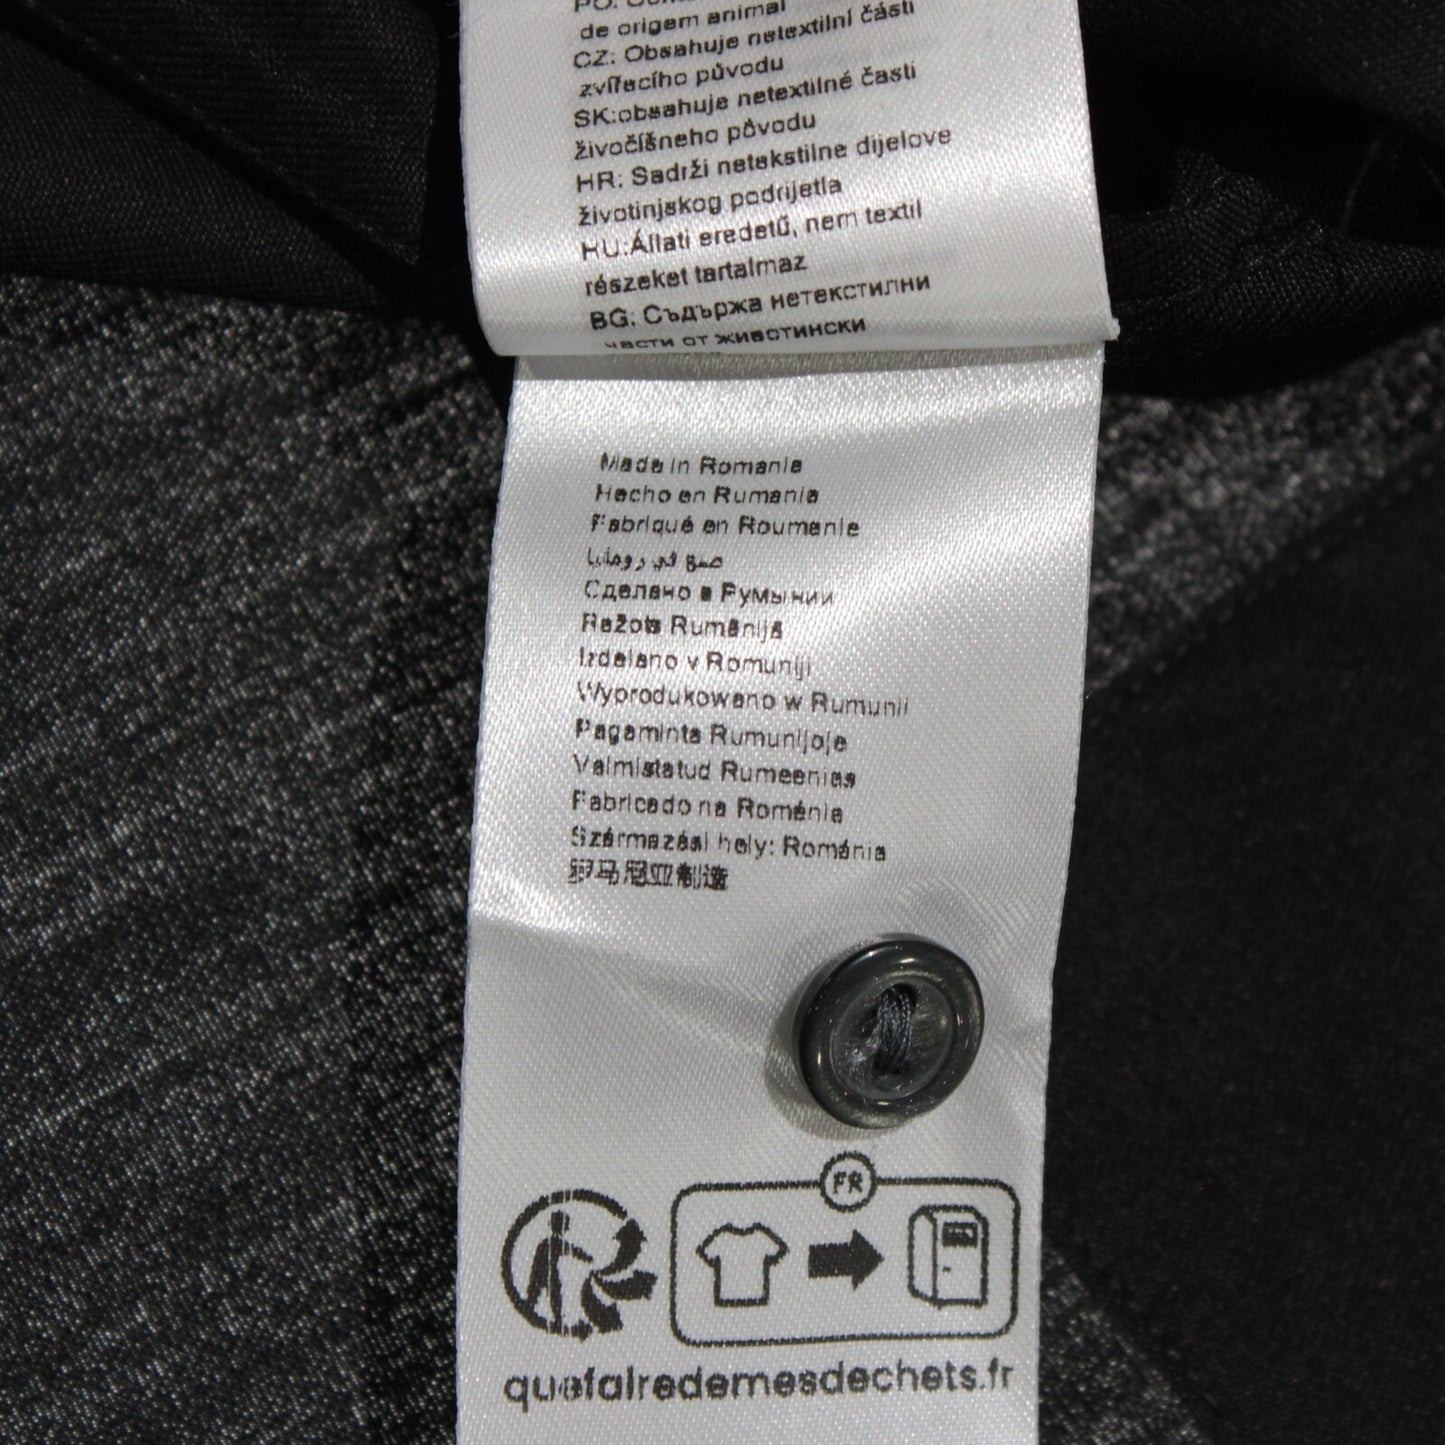 de origem animal
CZ: Obsahuje netextilní části
zvířecího původu
SK:obsahuje netextilné časti
živočíšneho pôvodu
HR: Sadrži netekstilne dijelove
životinjskog podrijetla
HU:Állati eredetű, nem textil
részeket tartalmaz
BG: Съдържа нетекстилни
части от животински
Made in Romania
Hecho en Rumania
Fabriqué en Roumanie
صنع في رومانيا
Сделано в Румынии
Ražots Rumānijā
Izdelano v Romuniji
Wyprodukowano w Rumunii
Pagaminta Rumunijoje
Valmistatud Rumeenias
Fabricado na Roménia
Származási hely: Románia
罗马尼亚制造
FR
quefairedemesdechets.fr